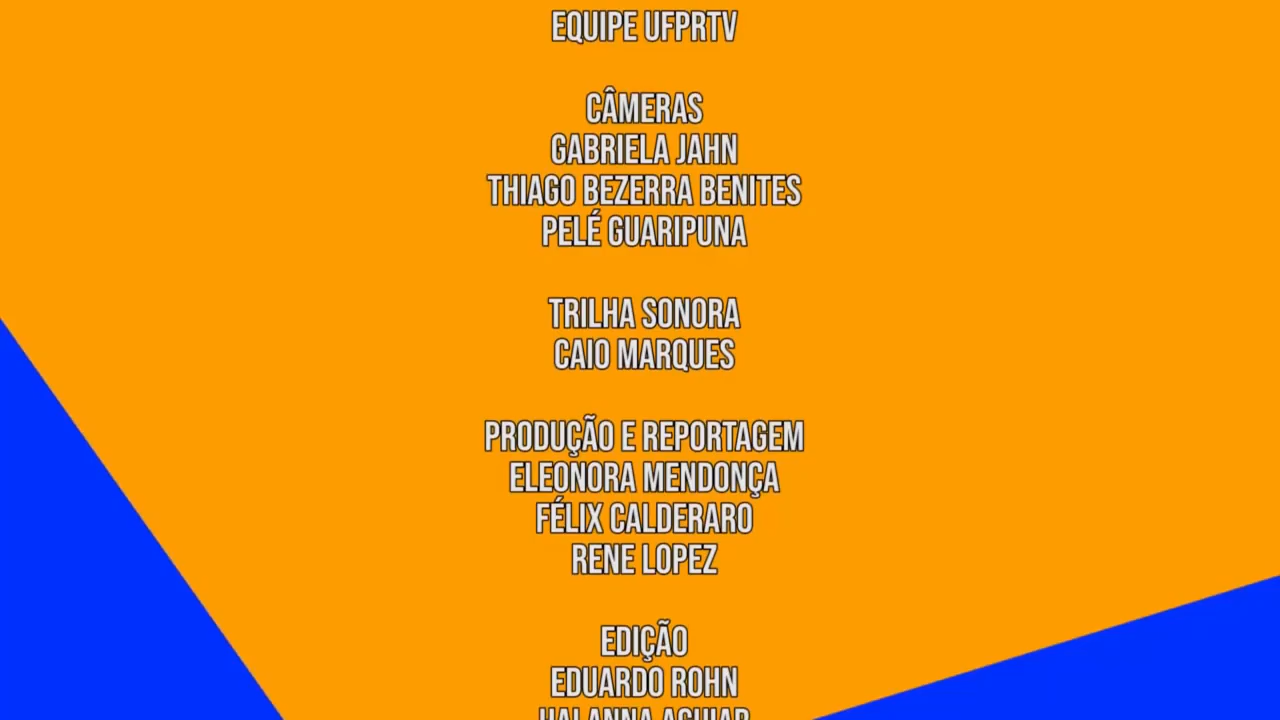 EQUIPE UFPRTV
CÂMERAS
GABRIELA JAHN
THIAGO BEZERRA BENITES
PELÉ GUARIPUNA
TRILHA SONORA
CAIO MARQUES
PRODUÇÃO E REPORTAGEM
ELEONORA MENDONÇA
FÉLIX CALDERARO
RENE LOPEZ
EDIÇÃO
EDUARDO ROHN